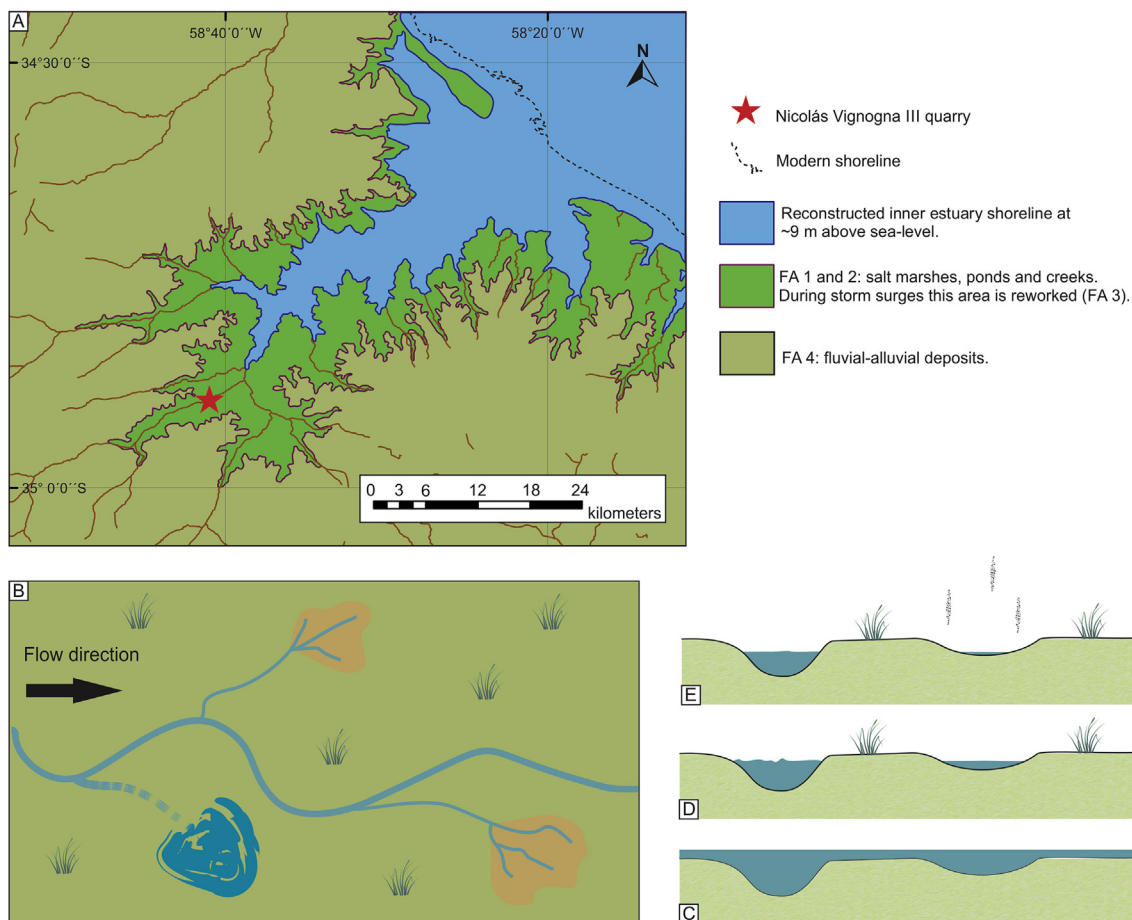 A
58°40´0´´W
58°20´0´´W
34°30´0´´S
N
35° 0´0´´S
0 3 6 12 18 24
kilometers
Nicolás Vignogna III quarry
Modern shoreline
Reconstructed inner estuary shoreline at
~9 m above sea-level.
FA 1 and 2: salt marshes, ponds and creeks.
During storm surges this area is reworked (FA 3).
FA 4: fluvial-alluvial deposits.
B
Flow direction
E
D
C